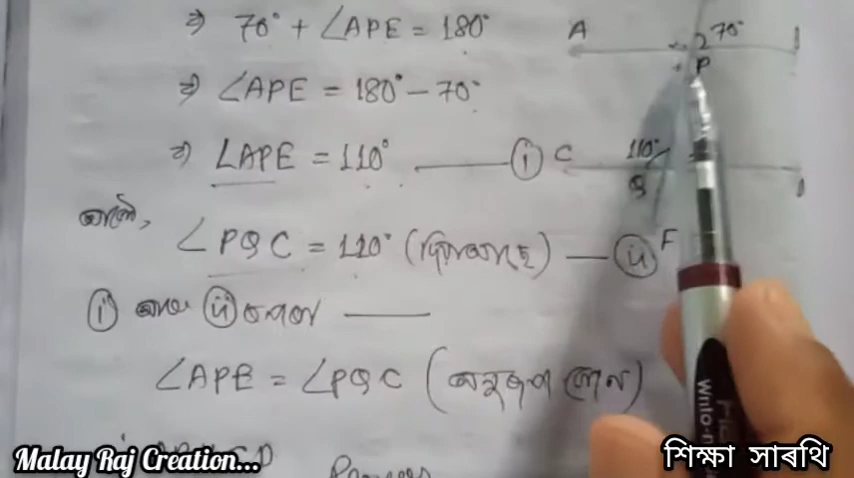 ⇒ 70° + ∠APE = 180°
⇒ ∠APE = 180° - 70°
⇒ ∠APE = 110° —— (i)
∠PQC = 110° (দিয়া আছে) — (ii)
(i) আৰু (ii) ৰ পৰা ——
∠APE = ∠PQC (অনুৰূপ কোণ)
A 70°
P
C 110°
Q
F
Malay Raj Creation...
শিক্ষা সাৰথি